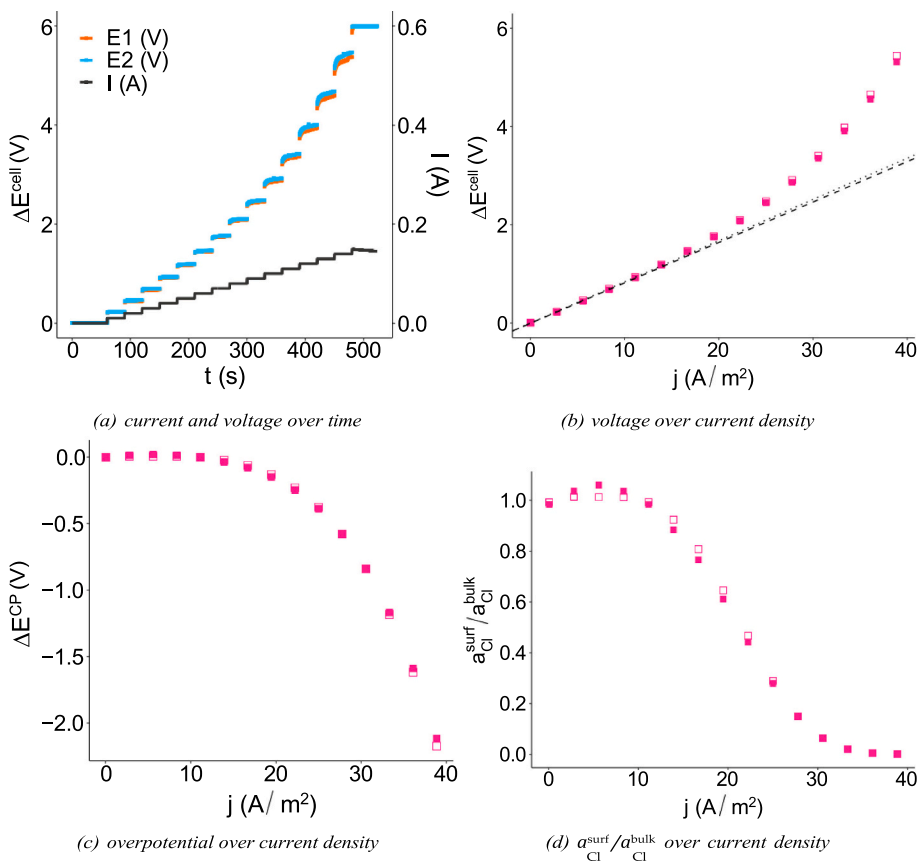 6
4
2
0
ΔE^cell (V)
E1 (V)
E2 (V)
I (A)
0.6
0.4
0.2
0.0
I (A)
0 100 200 300 400 500
t (s)
(a) current and voltage over time
6
4
2
0
ΔE^cell (V)
0 10 20 30 40
j (A/ m²)
(b) voltage over current density
0.0
−0.5
−1.0
−1.5
−2.0
ΔE^CP (V)
0 10 20 30 40
j (A/ m²)
(c) overpotential over current density
1.0
0.8
0.6
0.4
0.2
0.0
a_Cl^surf/a_Cl^bulk
0 10 20 30 40
j (A/ m²)
(d) a_Cl^surf/a_Cl^bulk over current density